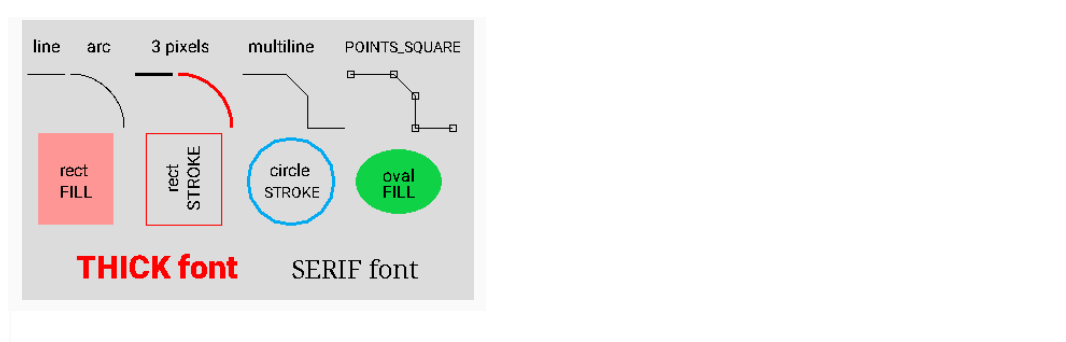 line arc 3 pixels multiline POINTS_SQUARE
rect
FILL
rect
STROKE
circle
STROKE
oval
FILL
THICK font SERIF font